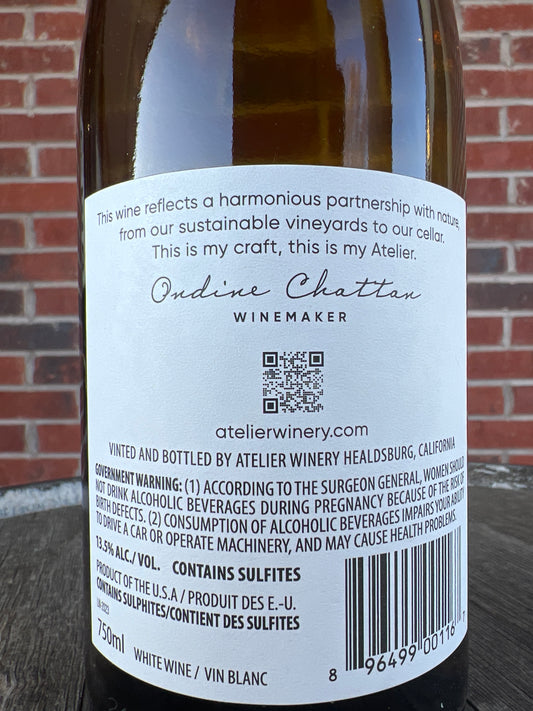 This wine reflects a harmonious partnership with nature,
from our sustainable vineyards to our cellar.
This is my craft, this is my Atelier.
Ondine Chattan
WINEMAKER
atelierwinery.com
VINTED AND BOTTLED BY ATELIER WINERY HEALDSBURG, CALIFORNIA
GOVERNMENT WARNING: (1) ACCORDING TO THE SURGEON GENERAL, WOMEN SHOULD
NOT DRINK ALCOHOLIC BEVERAGES DURING PREGNANCY BECAUSE OF THE RISK OF
BIRTH DEFECTS. (2) CONSUMPTION OF ALCOHOLIC BEVERAGES IMPAIRS YOUR ABILITY
TO DRIVE A CAR OR OPERATE MACHINERY, AND MAY CAUSE HEALTH PROBLEMS.
13.5% ALC./VOL. CONTAINS SULFITES
PRODUCT OF THE U.S.A / PRODUIT DES E.-U.
CONTAINS SULPHITES/CONTIENT DES SULFITES
750ml
WHITE WINE / VIN BLANC
8 96499 00116 1